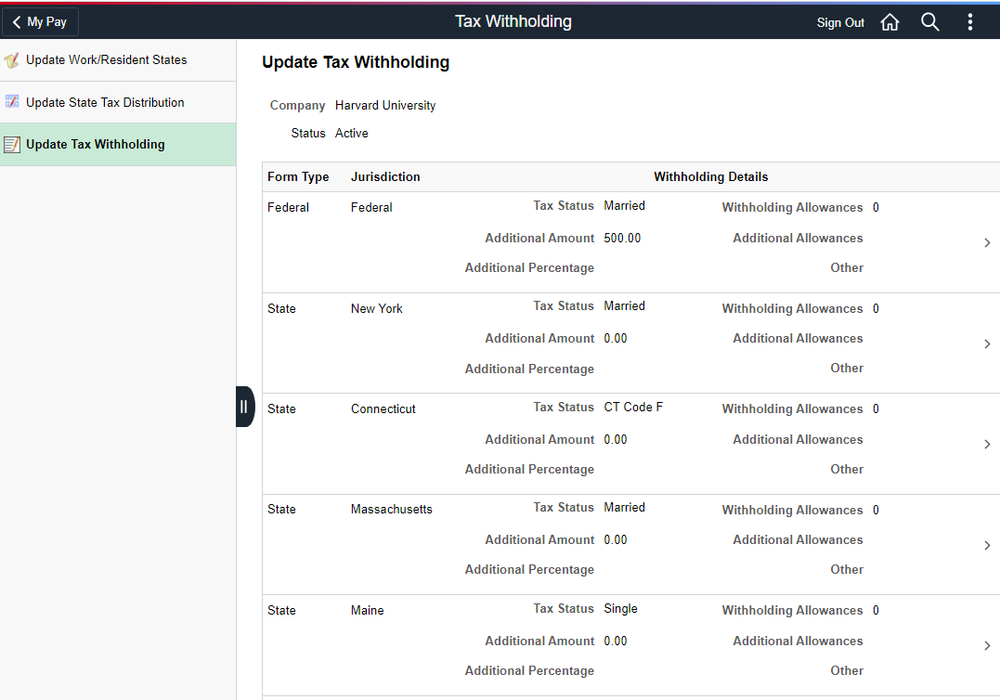 My Pay
Tax Withholding
Sign Out
Update Work/Resident States
Update State Tax Distribution
Update Tax Withholding
Update Tax Withholding
Company Harvard University
Status Active
Form Type Jurisdiction Withholding Details
Federal Federal Tax Status Married Withholding Allowances 0
Additional Amount 500.00 Additional Allowances
Additional Percentage Other
State New York Tax Status Married Withholding Allowances 0
Additional Amount 0.00 Additional Allowances
Additional Percentage Other
State Connecticut Tax Status CT Code F Withholding Allowances 0
Additional Amount 0.00 Additional Allowances
Additional Percentage Other
State Massachusetts Tax Status Married Withholding Allowances 0
Additional Amount 0.00 Additional Allowances
Additional Percentage Other
State Maine Tax Status Single Withholding Allowances 0
Additional Amount 0.00 Additional Allowances
Additional Percentage Other